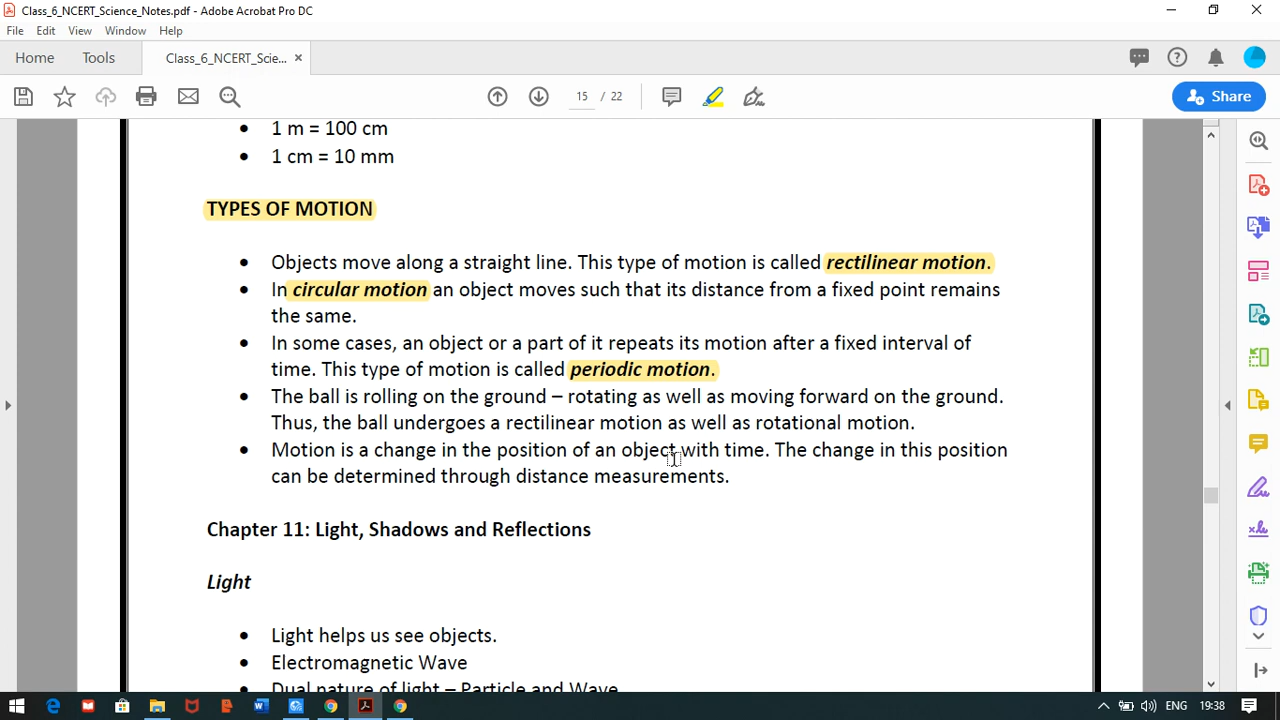 Class_6_NCERT_Science_Notes.pdf - Adobe Acrobat Pro DC
File Edit View Window Help
Home Tools Class_6_NCERT_Scie... ×
15 / 22
Share
• 1 m = 100 cm
• 1 cm = 10 mm
TYPES OF MOTION
• Objects move along a straight line. This type of motion is called rectilinear motion.
• In circular motion an object moves such that its distance from a fixed point remains
the same.
• In some cases, an object or a part of it repeats its motion after a fixed interval of
time. This type of motion is called periodic motion.
• The ball is rolling on the ground – rotating as well as moving forward on the ground.
Thus, the ball undergoes a rectilinear motion as well as rotational motion.
• Motion is a change in the position of an object with time. The change in this position
can be determined through distance measurements.
Chapter 11: Light, Shadows and Reflections
Light
• Light helps us see objects.
• Electromagnetic Wave
• Dual nature of light – Particle and Wave
ENG 19:38